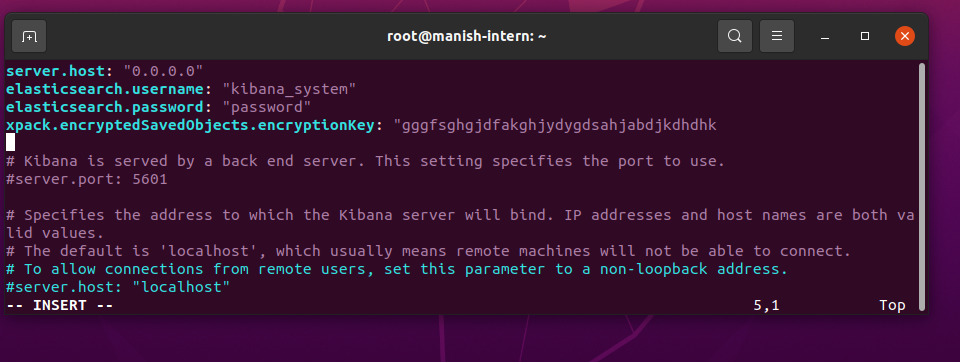 root@manish-intern: ~
server.host: "0.0.0.0"
elasticsearch.username: "kibana_system"
elasticsearch.password: "password"
xpack.encryptedSavedObjects.encryptionKey: "gggfsghgjdfakghjydygdsahjabdjkdhdhk
# Kibana is served by a back end server. This setting specifies the port to use.
#server.port: 5601
# Specifies the address to which the Kibana server will bind. IP addresses and host names are both va
lid values.
# The default is 'localhost', which usually means remote machines will not be able to connect.
# To allow connections from remote users, set this parameter to a non-loopback address.
#server.host: "localhost"
-- INSERT -- 5,1 Top